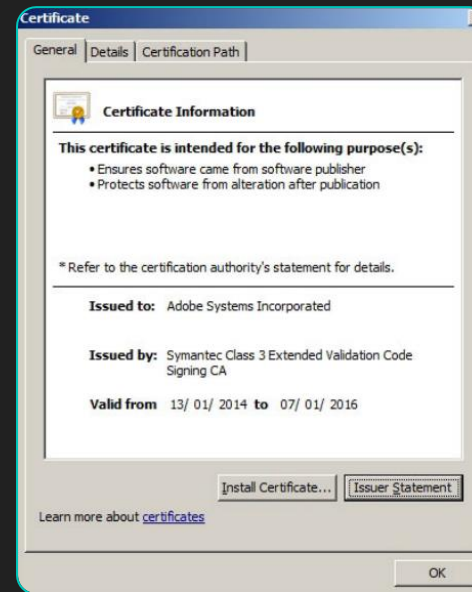 Certificate
General Details Certification Path
Certificate Information
This certificate is intended for the following purpose(s):
• Ensures software came from software publisher
• Protects software from alteration after publication
* Refer to the certification authority's statement for details.
Issued to: Adobe Systems Incorporated
Issued by: Symantec Class 3 Extended Validation Code
Signing CA
Valid from 13/ 01/ 2014 to 07/ 01/ 2016
Install Certificate... Issuer Statement
Learn more about certificates
OK